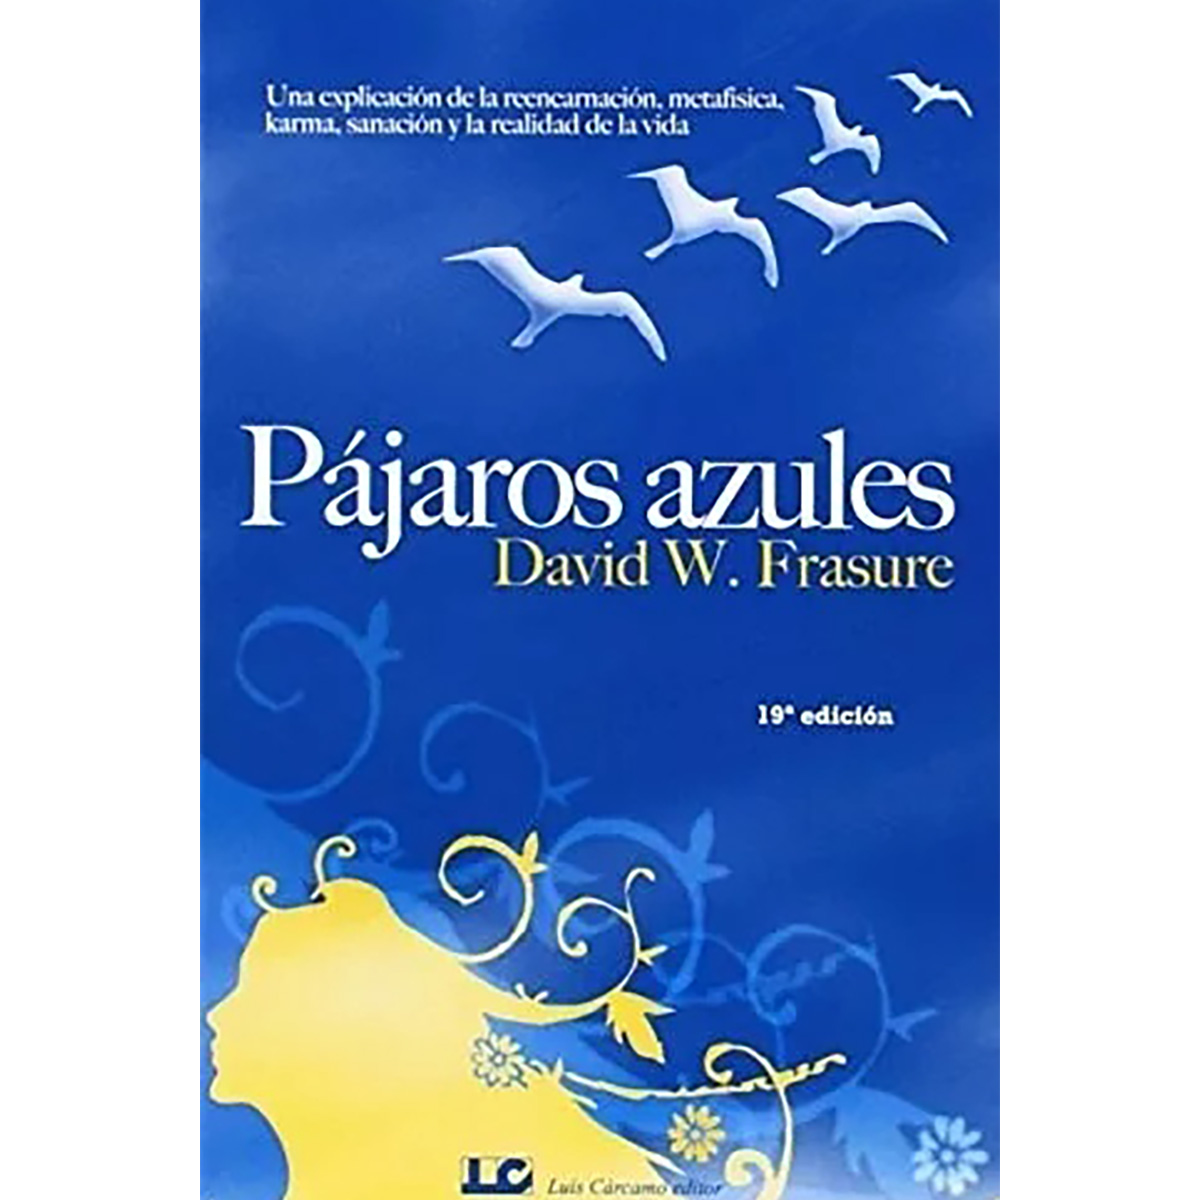 Una explicación de la reencarnación, metafísica,
karma, sanación y la realidad de la vida
Pájaros azules
David W. Frasure
19ª edición
LC
Luis Cárcamo editor